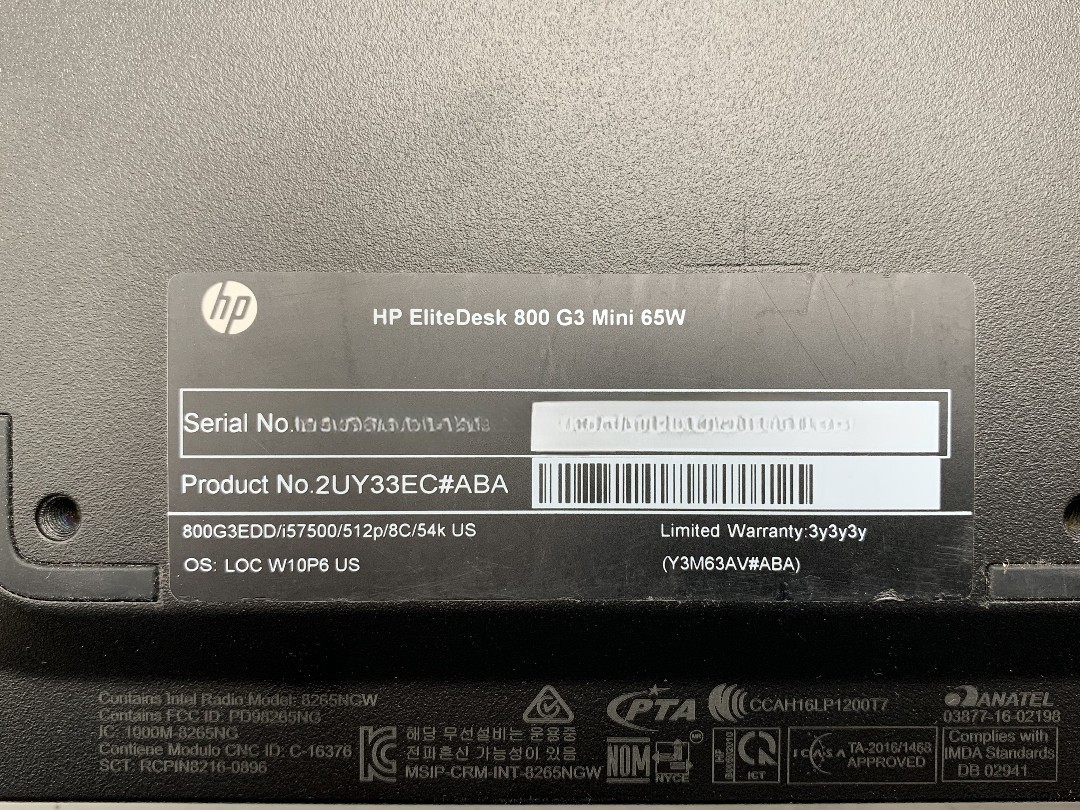 hp
HP EliteDesk 800 G3 Mini 65W
Serial No.
Product No.2UY33EC#ABA
800G3EDD/i57500/512p/8C/54k US
Limited Warranty:3y3y3y
OS: LOC W10P6 US
(Y3M63AV#ABA)
Contains Intel Radio Model: 8265NGW
Contains FCC ID: PD98265NG
IC: 1000M-8265NG
Contiene Modulo CNC ID: C-16376
SCT: RCPIN8216-0896
해당 무선설비는 운용중
전파혼신 가능성이 있음
MSIP-CRM-INT-8265NGW
PTA
NOM
MR
NYCE
CCAH16LP1200T7
ICT
ICASA
TA-2016/1468
APPROVED
ANATEL
03877-16-02198
Complies with
IMDA Standards
DB 02941